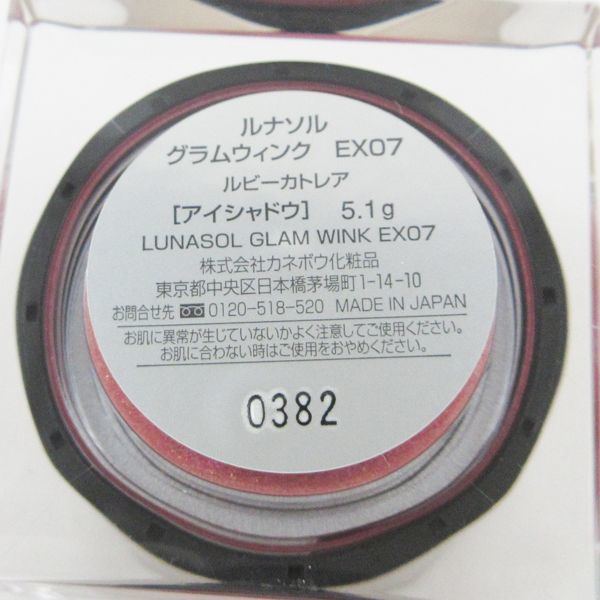 ルナソル
グラムウィンク EX07
ルビーカトレア
[アイシャドウ] 5.1g
LUNASOL GLAM WINK EX07
株式会社カネボウ化粧品
東京都中央区日本橋茅場町1-14-10
お問合せ先 0120-518-520 MADE IN JAPAN
お肌に異常が生じていないかよく注意してご使用ください。
お肌に合わない時はご使用をおやめください。
0382